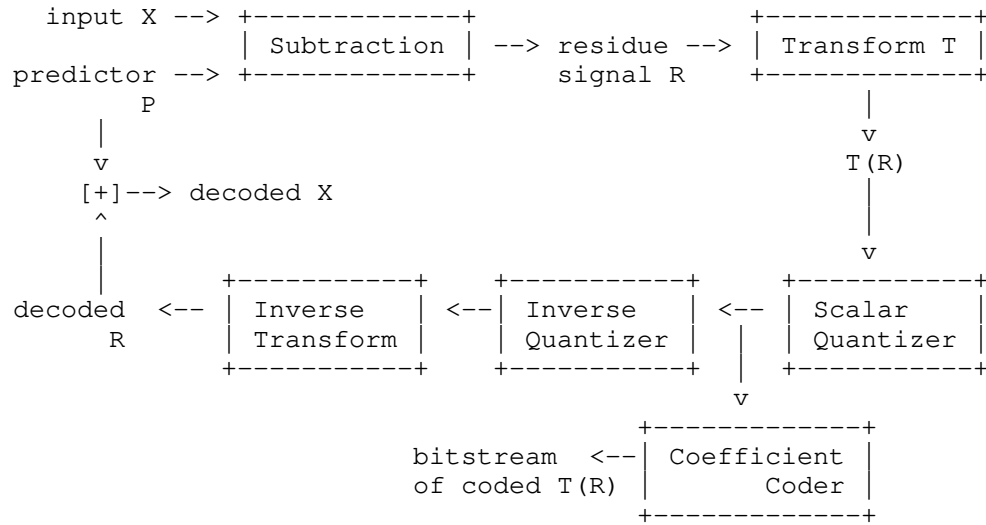 input X --> +-------------+ +-------------+
| Subtraction | --> residue --> | Transform T |
predictor --> +-------------+ signal R +-------------+
P |
| v
v T(R)
[+]--> decoded X |
^ |
| v
| +-----------+ +-----------+ +-----------+
decoded <-- | Inverse | <--| Inverse | <-- | Scalar |
R | Transform | | Quantizer | | | Quantizer |
+-----------+ +-----------+ | +-----------+
v
+-------------+
bitstream <--| Coefficient |
of coded T(R) | Coder |
+-------------+